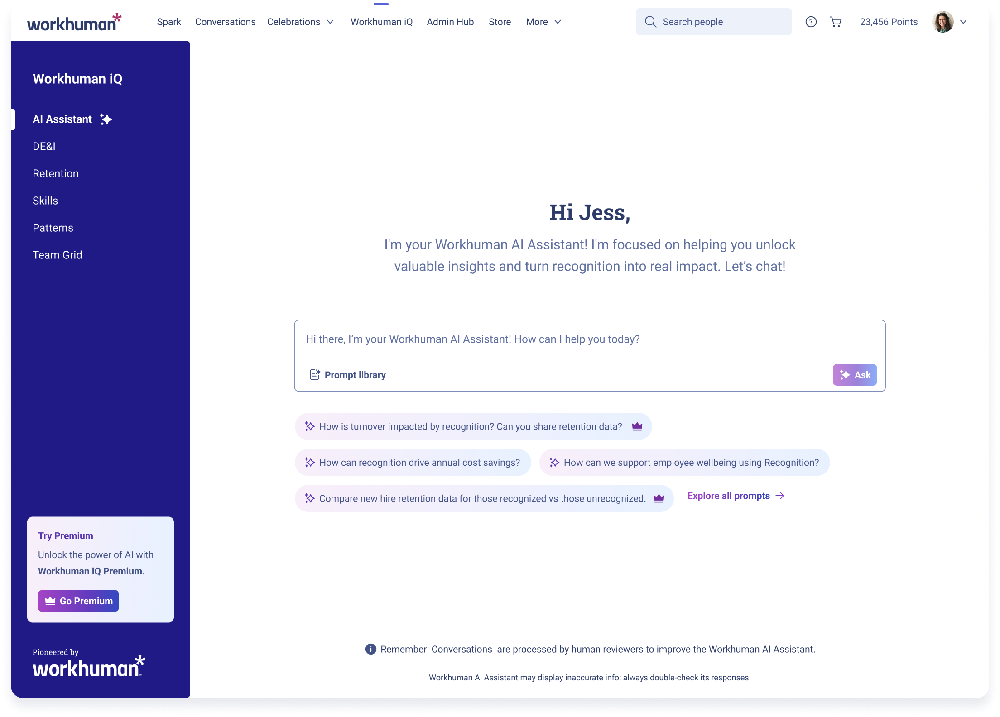 workhuman*
Spark Conversations Celebrations Workhuman iQ Admin Hub Store More
Search people
23,456 Points
Workhuman iQ
AI Assistant
DE&I
Retention
Skills
Patterns
Team Grid
Try Premium
Unlock the power of AI with
Workhuman iQ Premium.
Go Premium
Pioneered by
workhuman*®
Hi Jess,
I'm your Workhuman AI Assistant! I'm focused on helping you unlock
valuable insights and turn recognition into real impact. Let’s chat!
Hi there, I’m your Workhuman AI Assistant! How can I help you today?
Prompt library
Ask
How is turnover impacted by recognition? Can you share retention data?
How can recognition drive annual cost savings?
How can we support employee wellbeing using Recognition?
Compare new hire retention data for those recognized vs those unrecognized.
Explore all prompts →
Remember: Conversations are processed by human reviewers to improve the Workhuman AI Assistant.
Workhuman Ai Assistant may display inaccurate info; always double-check its responses.